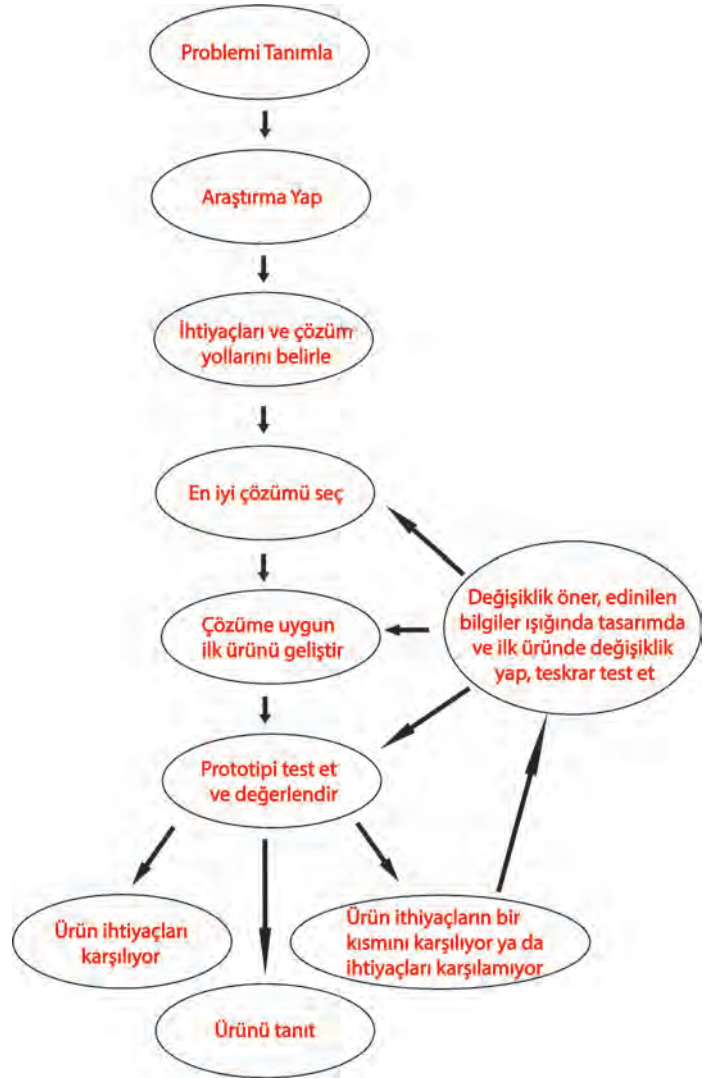 Problemi Tanımla
Araştırma Yap
İhtiyaçları ve çözüm
yollarını belirle
En iyi çözümü seç
Çözüme uygun
ilk ürünü geliştir
Değişiklik öner, edinilen
bilgiler ışığında tasarımda
ve ilk üründe değişiklik
yap, teskrar test et
Prototipi test et
ve değerlendir
Ürün ihtiyaçları
karşılıyor
Ürün ithiyaçların bir
kısmını karşılıyor ya da
ihtiyaçları karşılamıyor
Ürünü tanıt